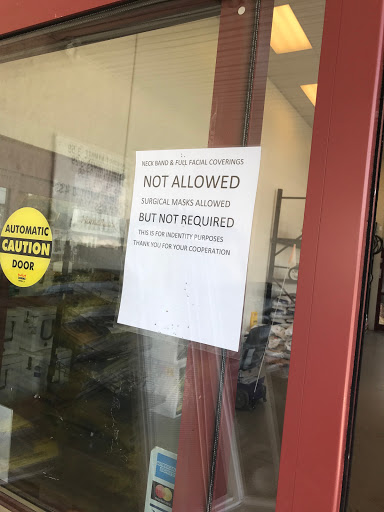 NECK BAND & FULL FACIAL COVERINGS
NOT ALLOWED
SURGICAL MASKS ALLOWED
BUT NOT REQUIRED
THIS IS FOR INDENTITY PURPOSES
THANK YOU FOR YOUR COOPERATION
AUTOMATIC
CAUTION
DOOR